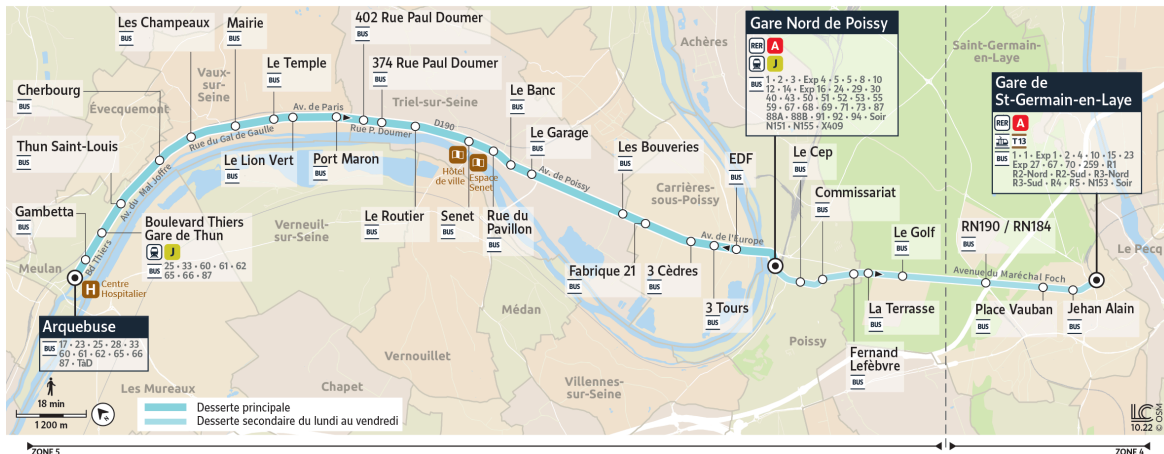 Les Champeaux
BUS
Mairie
BUS
402 Rue Paul Doumer
BUS
374 Rue Paul Doumer
BUS
Le Temple
BUS
Cherbourg
BUS
Thun Saint-Louis
BUS
Gambetta
BUS
Boulevard Thiers
Gare de Thun
J
BUS
25 • 33 • 60 • 61 • 62
65 • 66 • 87
H
Centre
Hospitalier
Arquebuse
BUS
17 • 23 • 25 • 28 • 33
60 • 61 • 62 • 65 • 66
87 • TàD
Le Lion Vert
BUS
Port Maron
BUS
Le Routier
BUS
Senet
BUS
Rue du
Pavillon
BUS
Hôtel
de ville
Espace
Senet
Le Banc
BUS
Le Garage
BUS
Les Bouveries
BUS
Fabrique 21
BUS
3 Cèdres
BUS
3 Tours
BUS
EDF
BUS
Gare Nord de Poissy
RER A
J
BUS
1 • 2 • 3 • Exp 4 • 5 • 5 • 8 • 10
12 • 14 • Exp 16 • 24 • 29 • 30
40 • 43 • 50 • 51 • 52 • 53 • 55
59 • 67 • 68 • 69 • 71 • 73 • 87
88A • 88B • 91 • 92 • 94 • Soir
N151 • N155 • X409
Le Cep
BUS
Commissariat
BUS
Fernand
Lefèbvre
BUS
La Terrasse
BUS
Le Golf
BUS
RN190 / RN184
BUS
Place Vauban
BUS
Jehan Alain
BUS
Gare de
St-Germain-en-Laye
RER A
T13
BUS
1 • 1 • Exp 1 • 2 • 4 • 10 • 15 • 23
Exp 27 • 67 • 70 • 259 • R1
R2-Nord • R2-Sud • R3-Nord
R3-Sud • R4 • R5 • N153 • Soir
Bd Thiers
Av. du Mal Joffre
Rue du Gal de Gaulle
Av. de Paris
Rue P. Doumer
D190
Av. de Poissy
Av. de l'Europe
Avenue du Maréchal Foch
Évecquemont
Vaux-
sur-
Seine
Triel-sur-Seine
Meulan
Les Mureaux
Verneuil-
sur-Seine
Chapet
Vernouillet
Médan
Villennes-
sur-Seine
Carrières-
sous-Poissy
Achères
Poissy
Saint-Germain-
en-Laye
Le Pecq
18 min
1 200 m
Desserte principale
Desserte secondaire du lundi au vendredi
LC
10.22 © OSM
ZONE 5
ZONE 4